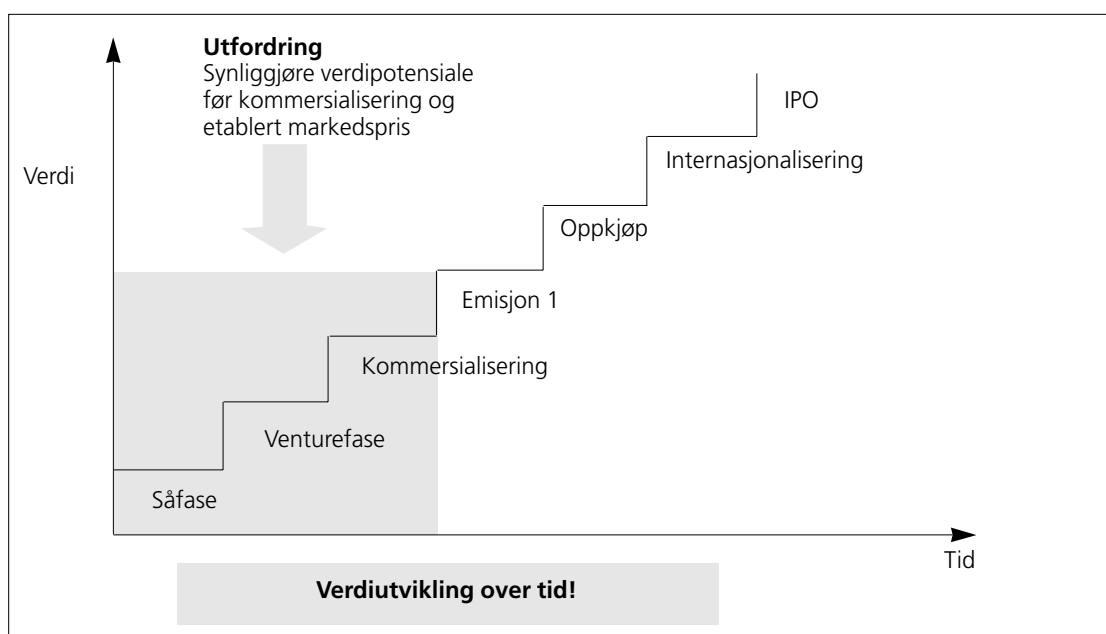 Utfordring
Synliggjøre verdipotensiale
før kommersialisering og
etablert markedspris
Verdi
IPO
Internasjonalisering
Oppkjøp
Emisjon 1
Kommersialisering
Venturefase
Såfase
Tid
Verdiutvikling over tid!